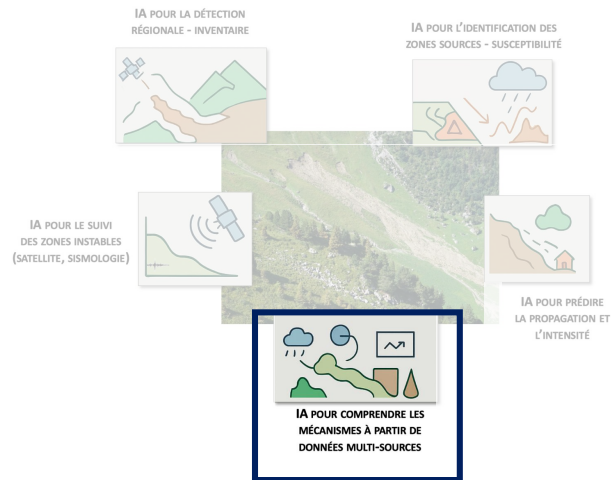 IA POUR LA DÉTECTION
RÉGIONALE - INVENTAIRE
IA POUR L'IDENTIFICATION DES
ZONES SOURCES - SUSCEPTIBILITÉ
IA POUR LE SUIVI
DES ZONES INSTABLES
(SATELLITE, SISMOLOGIE)
IA POUR PRÉDIRE
LA PROPAGATION ET
L'INTENSITÉ
IA POUR COMPRENDRE LES
MÉCANISMES À PARTIR DE
DONNÉES MULTI-SOURCES